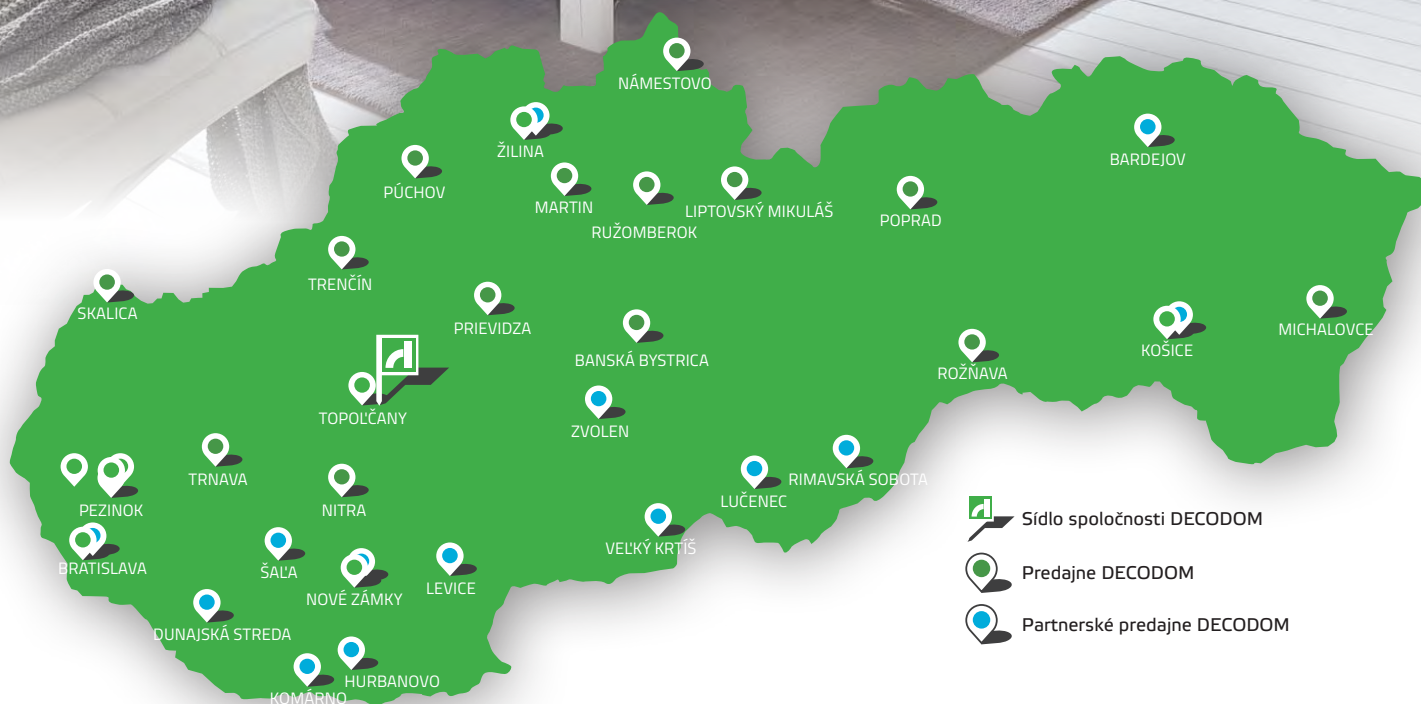 NÁMESTOVO
ŽILINA
BARDEJOV
PÚCHOV
MARTIN
LIPTOVSKÝ MIKULÁŠ
POPRAD
RUŽOMBEROK
TRENČÍN
SKALICA
PRIEVIDZA
MICHALOVCE
BANSKÁ BYSTRICA
KOŠICE
ROŽŇAVA
TOPOĽČANY
ZVOLEN
TRNAVA
RIMAVSKÁ SOBOTA
LUČENEC
PEZINOK
NITRA
VEĽKÝ KRTÍŠ
BRATISLAVA
ŠAĽA
LEVICE
NOVÉ ZÁMKY
DUNAJSKÁ STREDA
HURBANOVO
KOMÁRNO
Sídlo spoločnosti DECODOM
Predajne DECODOM
Partnerské predajne DECODOM